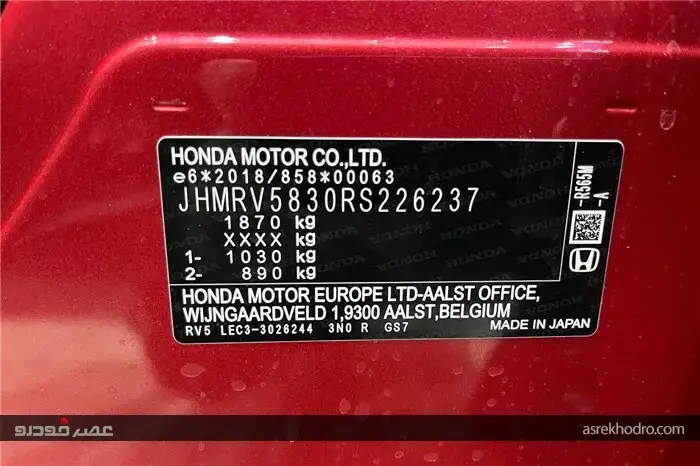 HONDA MOTOR CO.,LTD.
e6*2018/858*00063
JHMRV5830RS226237
1870 kg
XXXX kg
1- 1030 kg
2- 890 kg
HONDA MOTOR EUROPE LTD-AALST OFFICE,
WIJNGAARDVELD 1,9300 AALST,BELGIUM
RV5 LEC3-3026244 3N0 R GS7
MADE IN JAPAN
-R565M
-A
عصر خودرو
asrekhodro.com